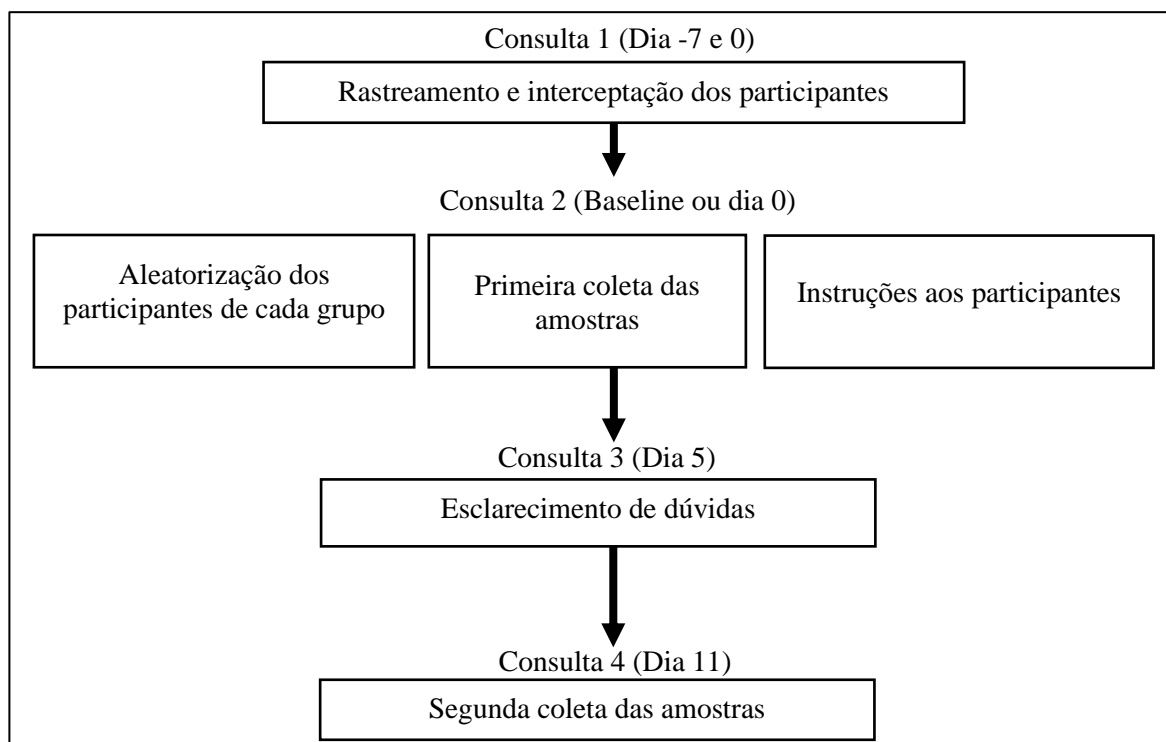 Consulta 1 (Dia -7 e 0)
Rastreamento e interceptação dos participantes
Consulta 2 (Baseline ou dia 0)
Aleatorização dos
participantes de cada grupo
Primeira coleta das
amostras
Instruções aos participantes
Consulta 3 (Dia 5)
Esclarecimento de dúvidas
Consulta 4 (Dia 11)
Segunda coleta das amostras